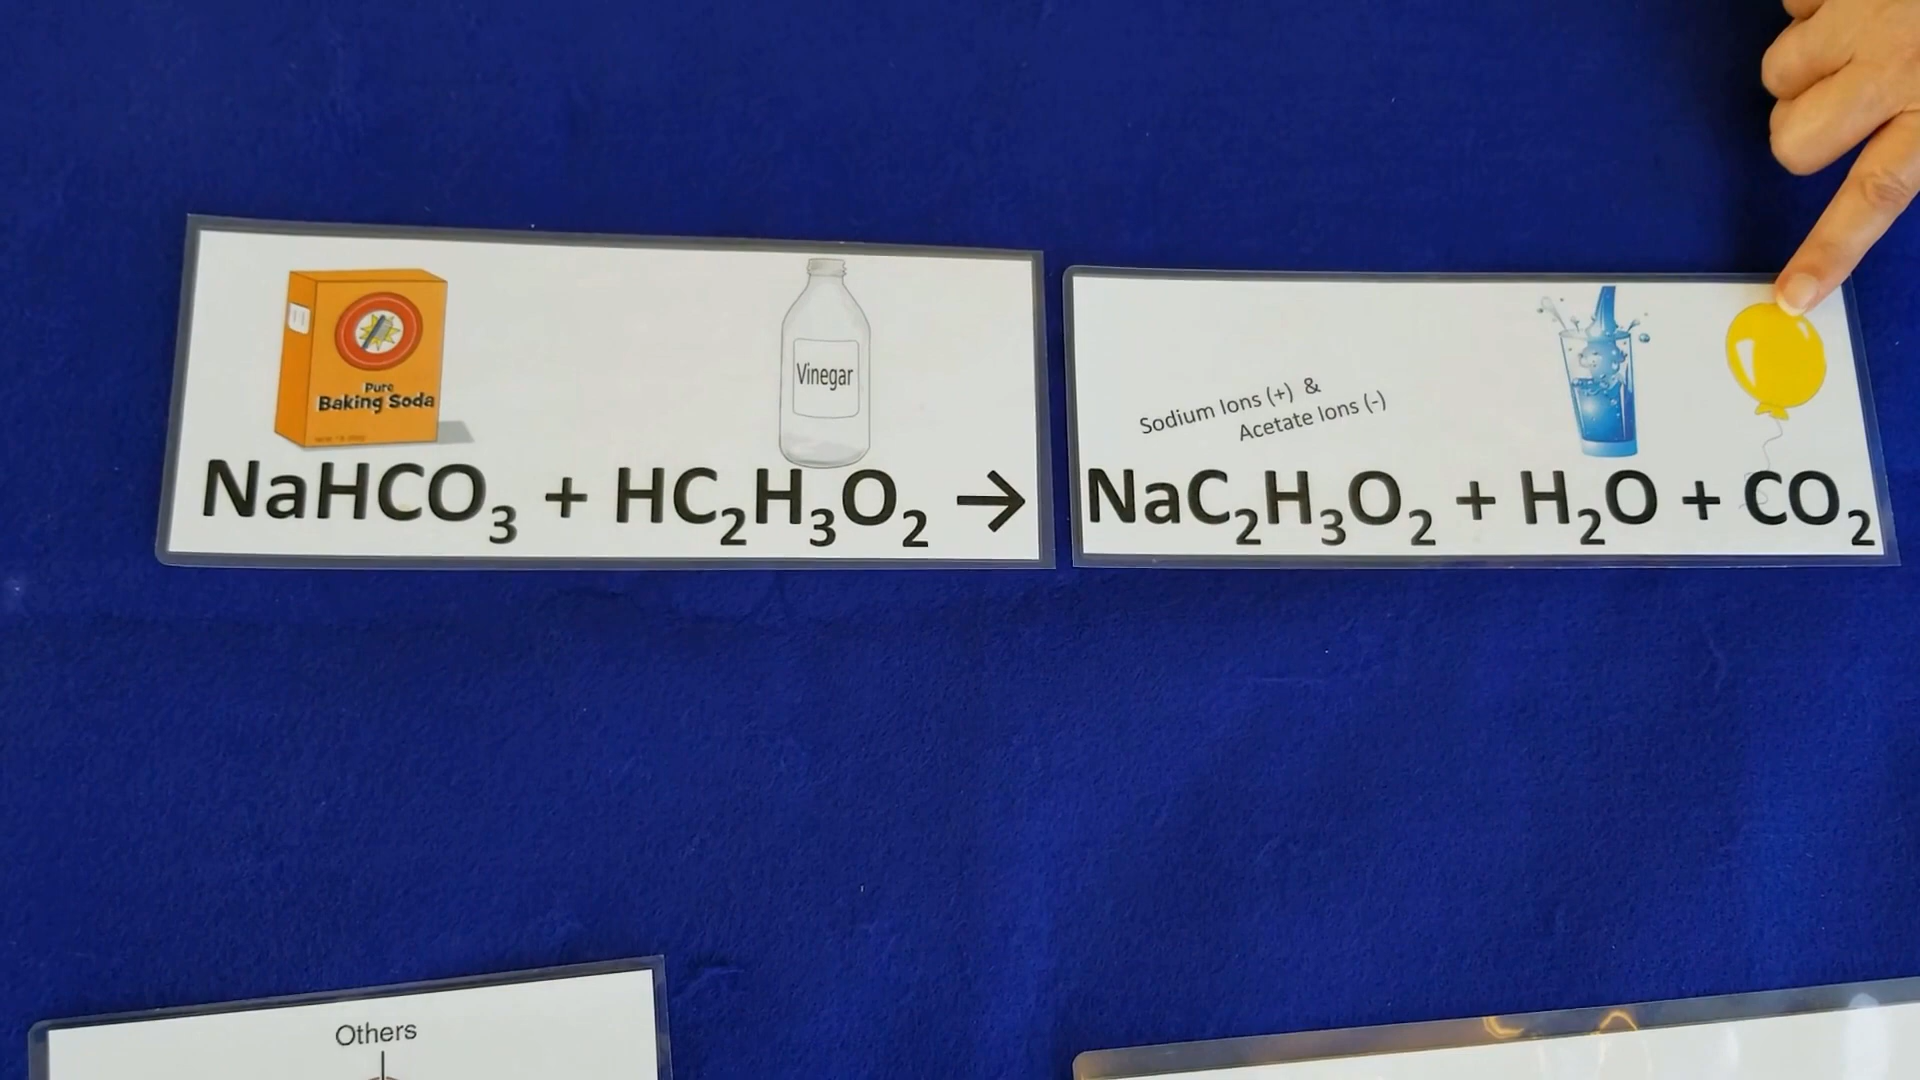 Pure
Baking Soda
Vinegar
NaHCO₃ + HC₂H₃O₂ →
Sodium Ions (+) &
Acetate Ions (-)
NaC₂H₃O₂ + H₂O + CO₂
Others